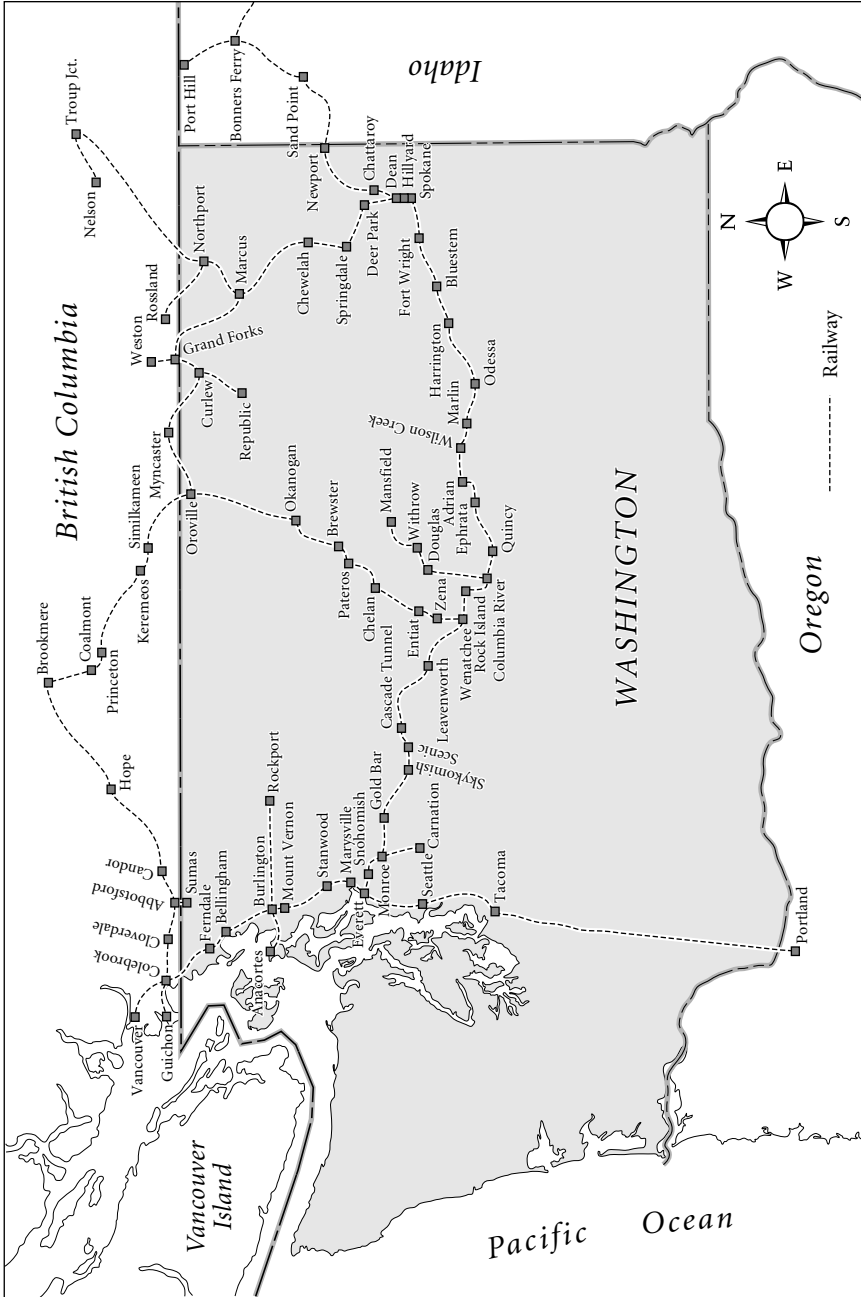 Troup Jct.
Nelson
Port Hill
Bonners Ferry
Sand Point
Idaho
Newport
Chattaroy
Dean
Hillyard
Spokane
Deer Park
Springdale
Chewelah
Northport
Marcus
Rossland
Weston
Grand Forks
Curlew
Republic
British Columbia
Myncaster
Fort Wright
Bluestem
Harrington
Odessa
Marlin
Wilson Creek
Adrian
Ephrata
Quincy
Mansfield
Withrow
Douglas
Okanogan
Brewster
Pateros
Chelan
Entiat
Zena
Wenatchee
Rock Island
Columbia River
Oroville
Similkameen
Keremeos
Brookmere
Coalmont
Princeton
Hope
Cascade Tunnel
Leavenworth
Scenic
Skykomish
Gold Bar
Carnation
Rockport
Mount Vernon
Burlington
Stanwood
Marysville
Snohomish
Monroe
Everett
Seattle
Tacoma
Candor
Abbotsford
Sumas
Cloverdale
Colebrook
Ferndale
Bellingham
Anacortes
Vancouver
Guichon
Vancouver
Island
WASHINGTON
Oregon
Portland
Pacific Ocean
N
E
S
W
Railway